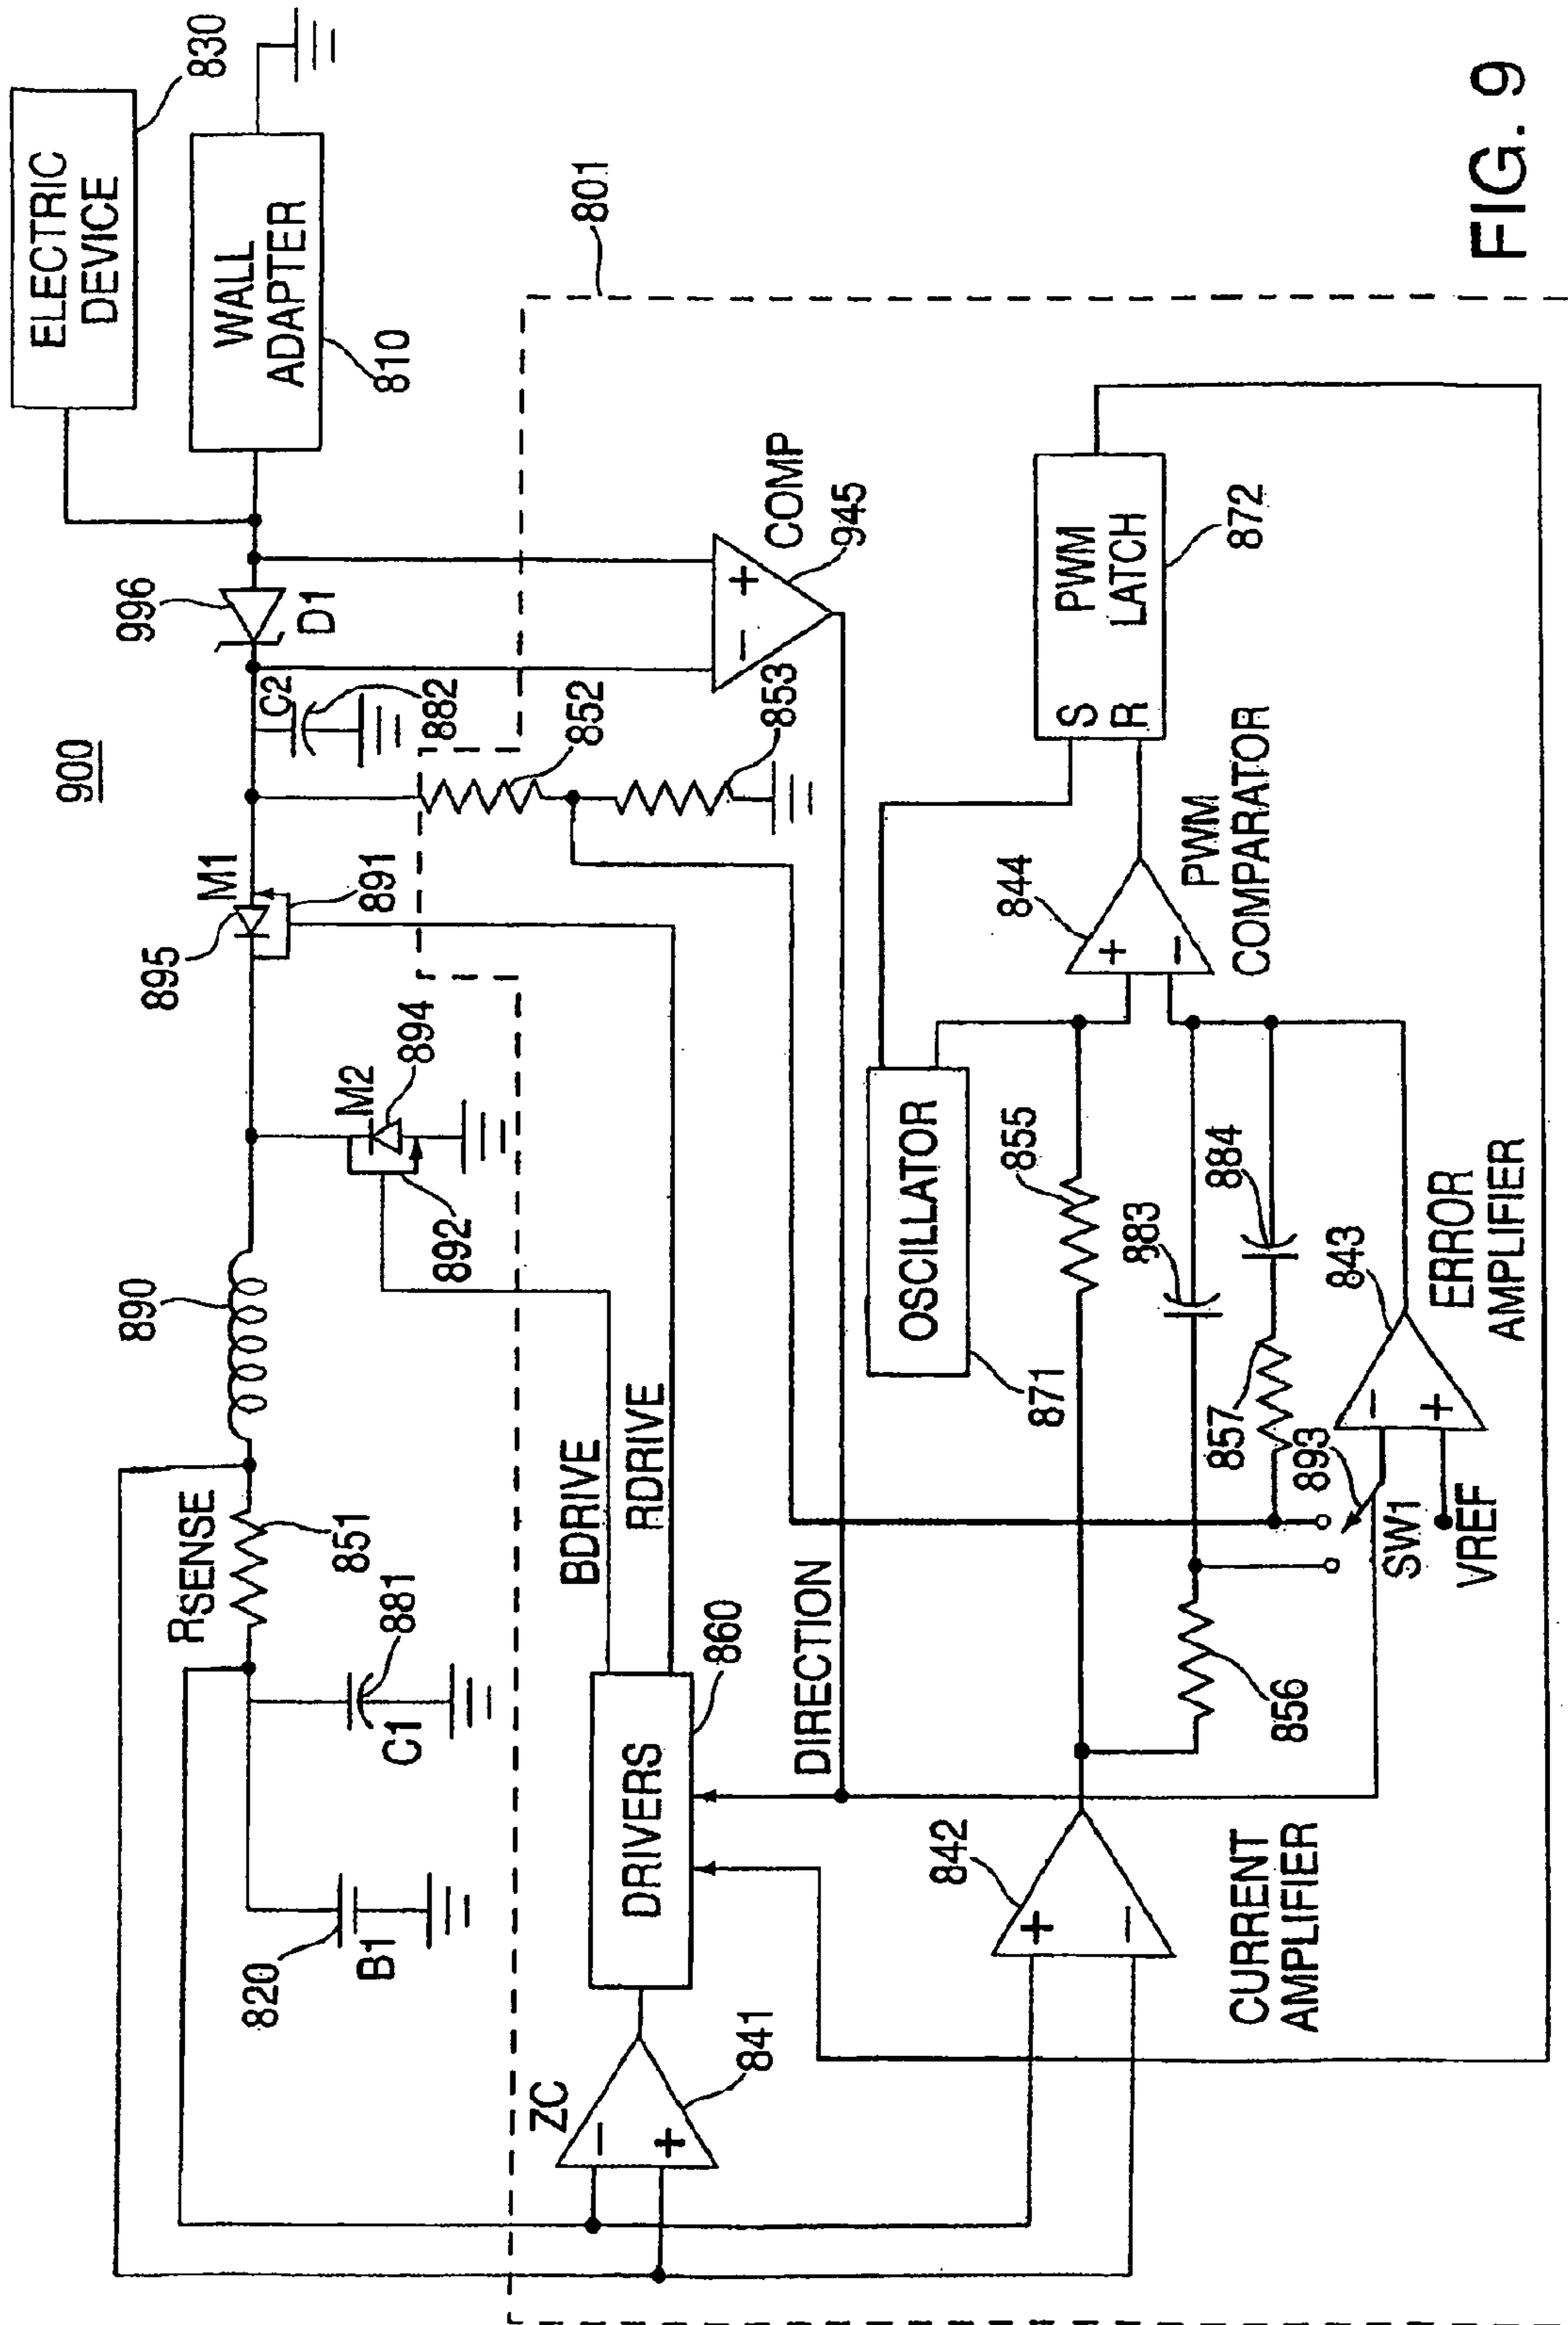 900
ELECTRIC
DEVICE
830
WALL
ADAPTER
810
996
D1
C2
882
M1
895
891
M2
894
892
890
RSENSE
851
881
C1
820
B1
801
852
853
COMP
945
BDRIVE
RDRIVE
ZC
841
DRIVERS
860
DIRECTION
OSCILLATOR
871
855
883
884
857
856
842
CURRENT
AMPLIFIER
893
SW1
VREF
843
ERROR
AMPLIFIER
844
PWM
COMPARATOR
S
R
PWM
LATCH
872
+
−
−
+
+
−
−
+
+
−
FIG. 9